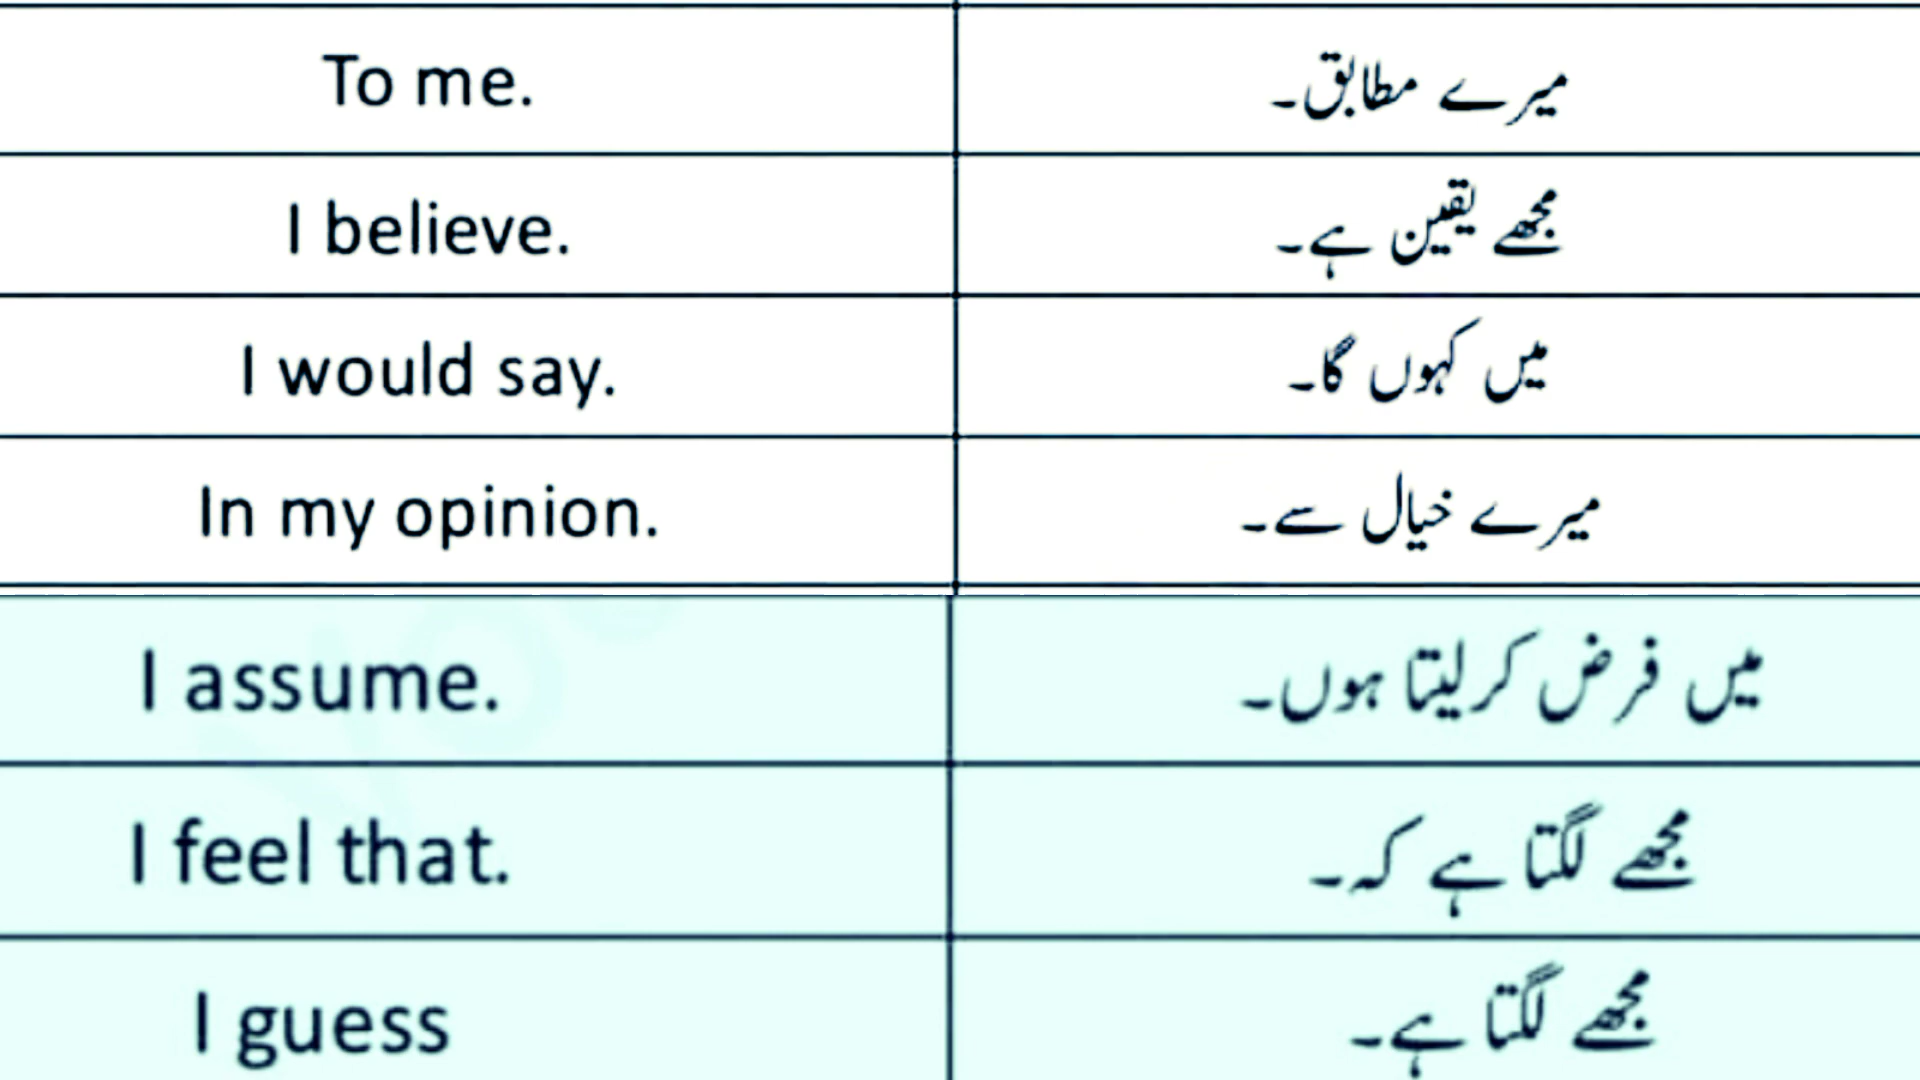 To me. میرے مطابق۔
I believe. مجھے یقین ہے۔
I would say. میں کہوں گا۔
In my opinion. میرے خیال سے۔
I assume. میں فرض کرلیتا ہوں۔
I feel that. مجھے لگتا ہے کہ۔
I guess مجھے لگتا ہے۔